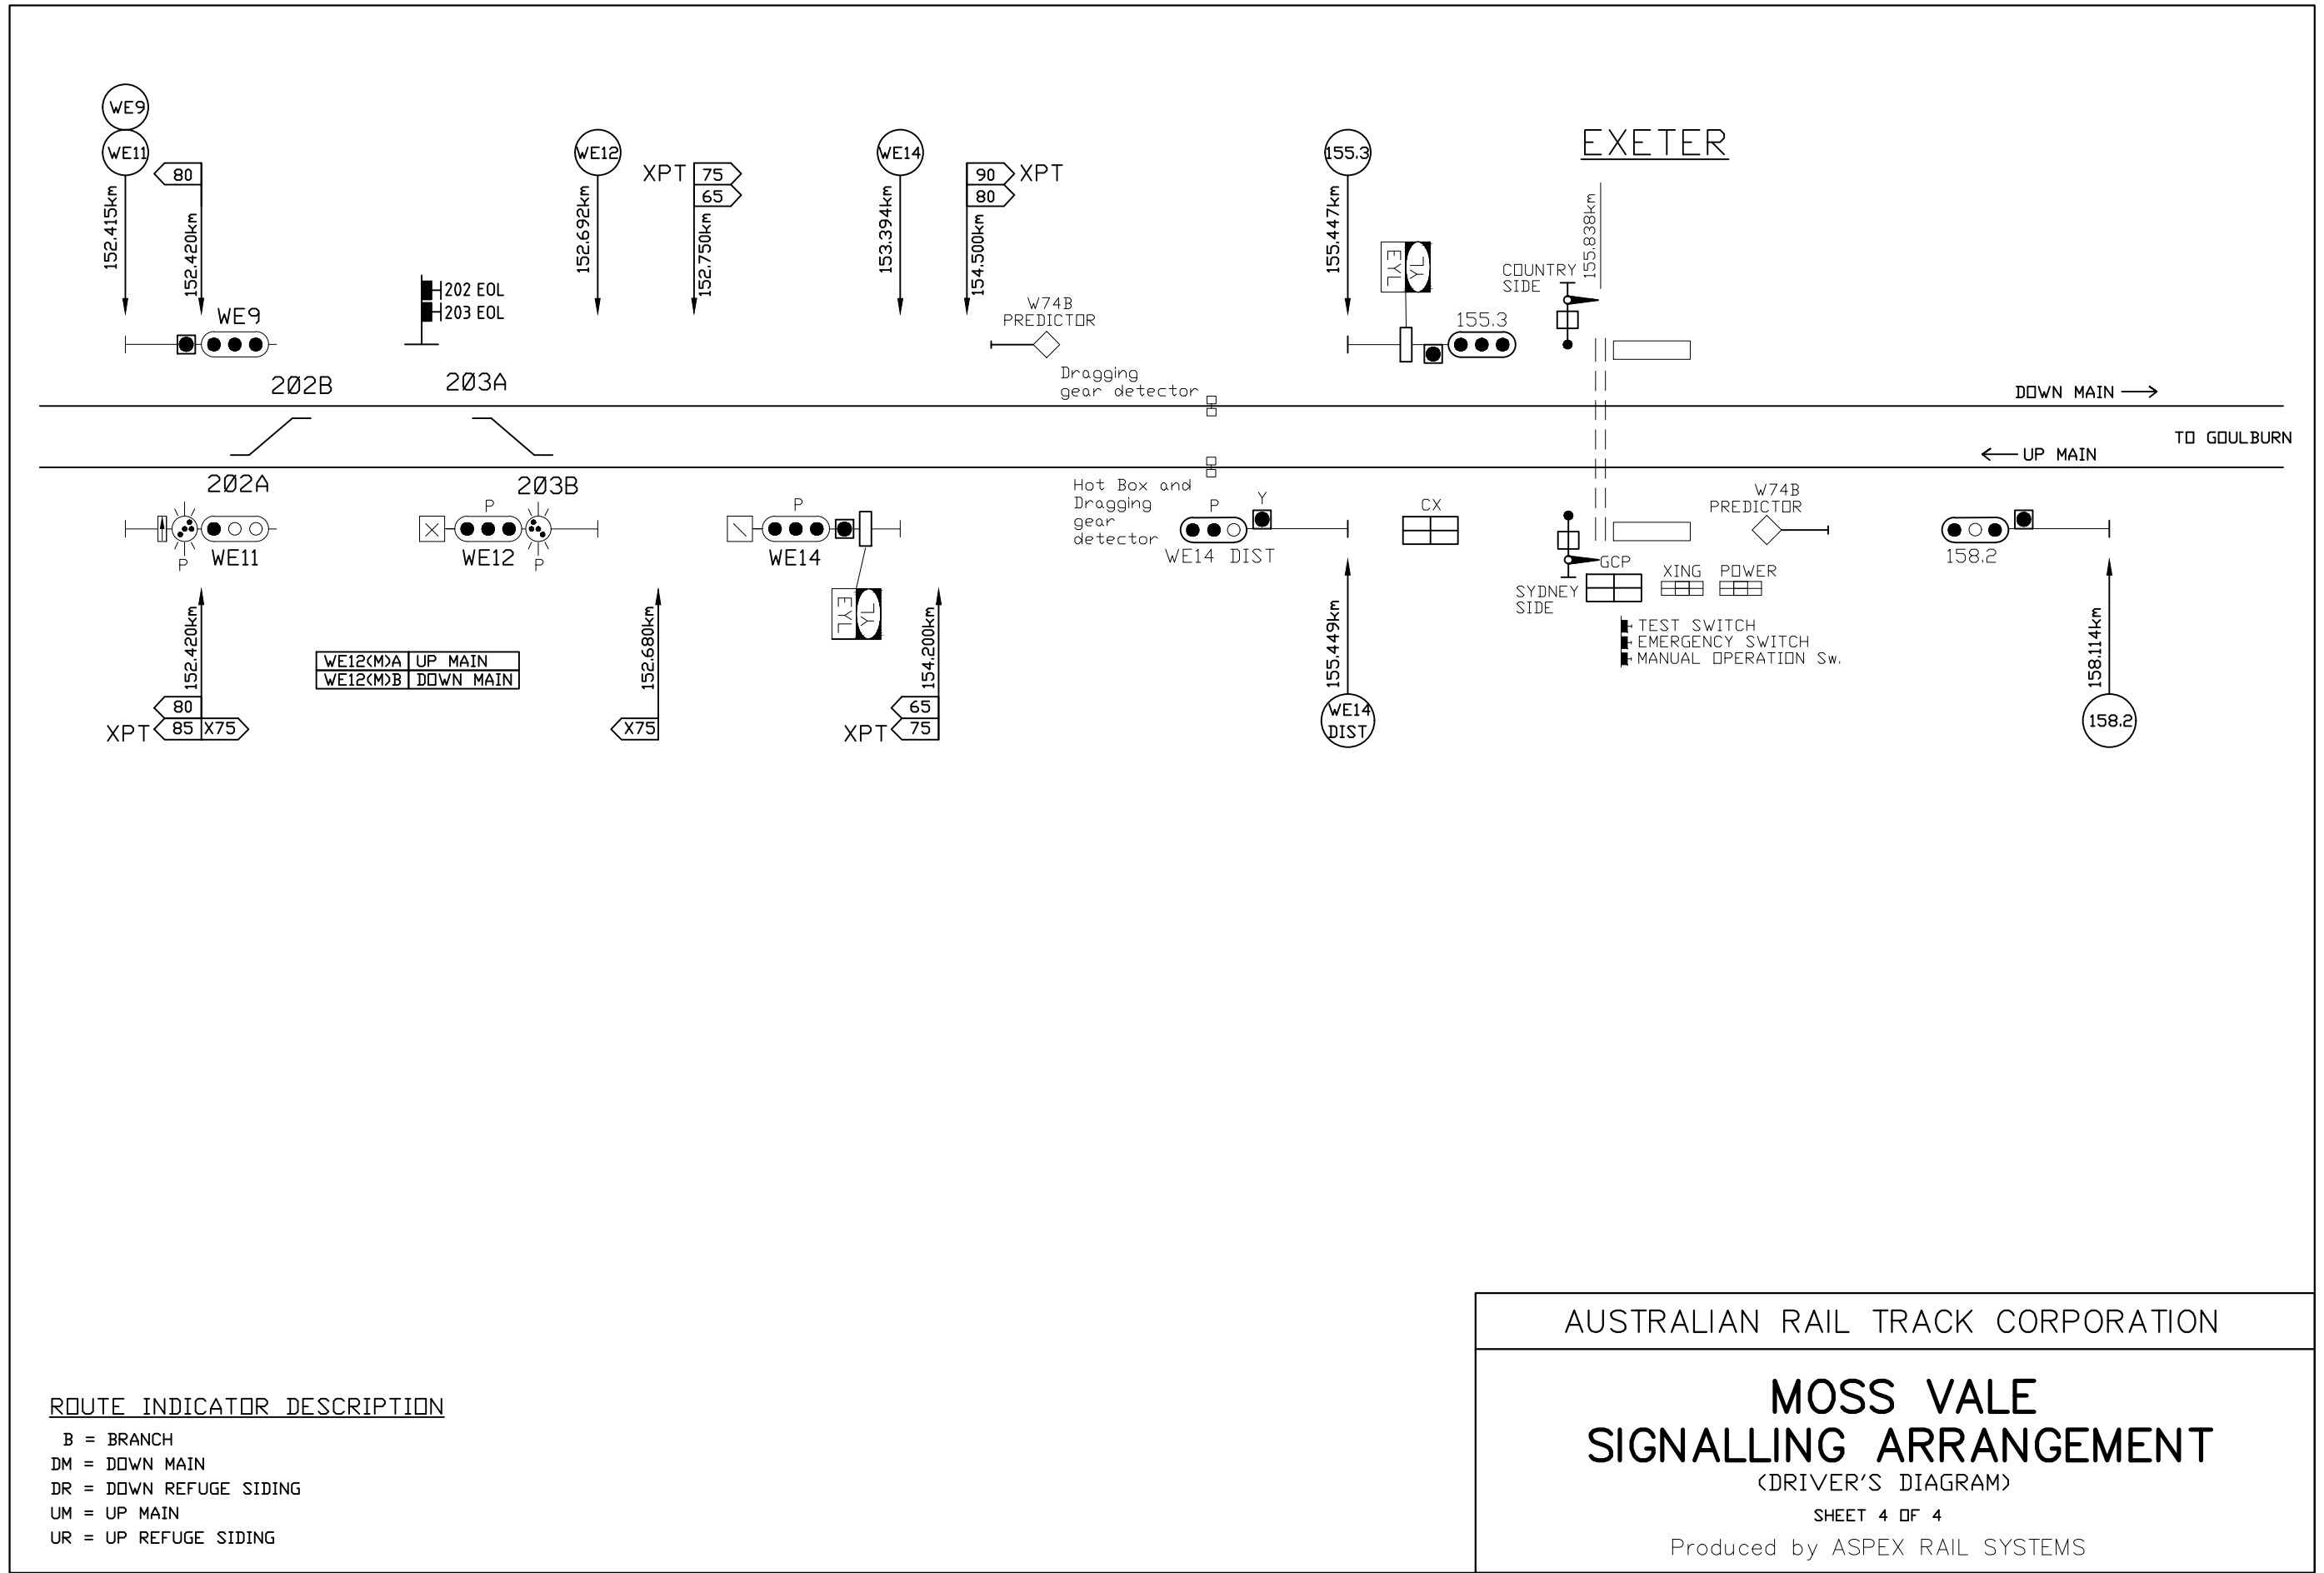 WE9
WE11
80
152.415km
152.420km
WE9
202 EOL
203 EOL
WE12
152.692km
XPT 75
65
152.750km
WE14
153.394km
90 XPT
80
154.500km
W74B
PREDICTOR
155.3
155.447km
EYL
YL
155.3
EXETER
COUNTRY
SIDE
155.838km
202B
203A
Dragging
gear detector
DOWN MAIN
TO GOULBURN
UP MAIN
202A
P
203B
P
Hot Box and
Dragging
gear
detector
P
Y
CX
W74B
PREDICTOR
WE11
P
WE12
P
WE14
WE14 DIST
158.2
EYL
YL
SYDNEY
SIDE
GCP
XING
POWER
TEST SWITCH
EMERGENCY SWITCH
MANUAL OPERATION Sw.
152.420km
80
XPT 85 X75
WE12(M)A UP MAIN
WE12(M)B DOWN MAIN
152.680km
X75
154.200km
65
XPT 75
155.449km
WE14
DIST
158.114km
158.2
ROUTE INDICATOR DESCRIPTION
B = BRANCH
DM = DOWN MAIN
DR = DOWN REFUGE SIDING
UM = UP MAIN
UR = UP REFUGE SIDING
AUSTRALIAN RAIL TRACK CORPORATION
MOSS VALE
SIGNALLING ARRANGEMENT
(DRIVER'S DIAGRAM)
SHEET 4 OF 4
Produced by ASPEX RAIL SYSTEMS